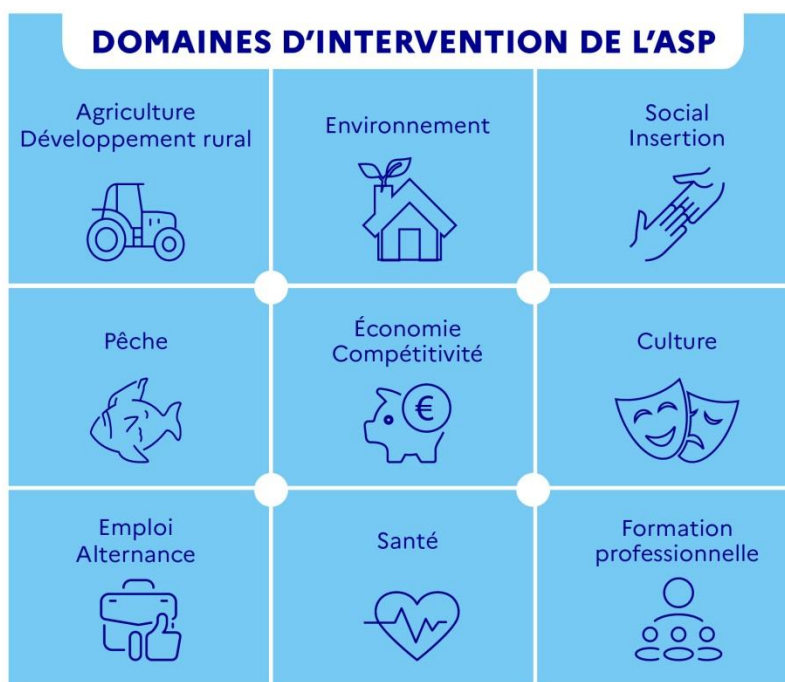 DOMAINES D'INTERVENTION DE L'ASP
Agriculture
Développement rural
Environnement
Social
Insertion
Pêche
Économie
Compétitivité
€
Culture
Emploi
Alternance
Santé
Formation
professionnelle